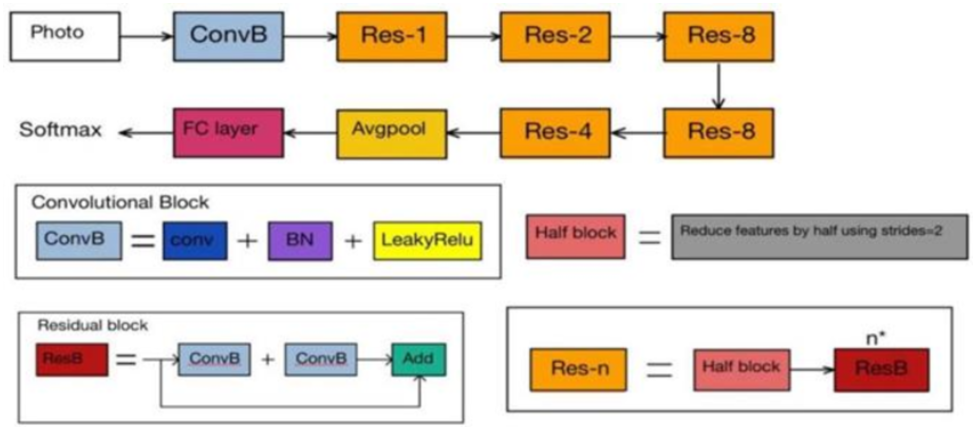 Photo
ConvB
Res-1
Res-2
Res-8
Softmax
FC layer
Avgpool
Res-4
Res-8
Convolutional Block
ConvB = conv + BN + LeakyRelu
Half block = Reduce features by half using strides=2
Residual block
ResB = ConvB + ConvB Add
n*
Res-n = Half block ResB